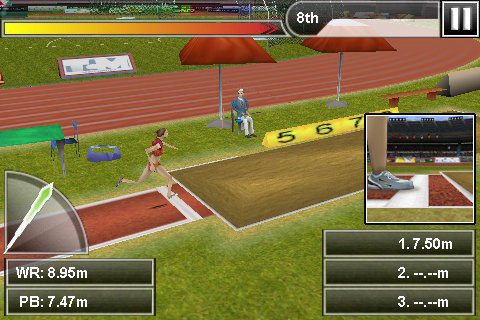 8th
5 6 7
WR: 8.95m
PB: 7.47m
1. 7.50m
2. --.--m
3. --.--m